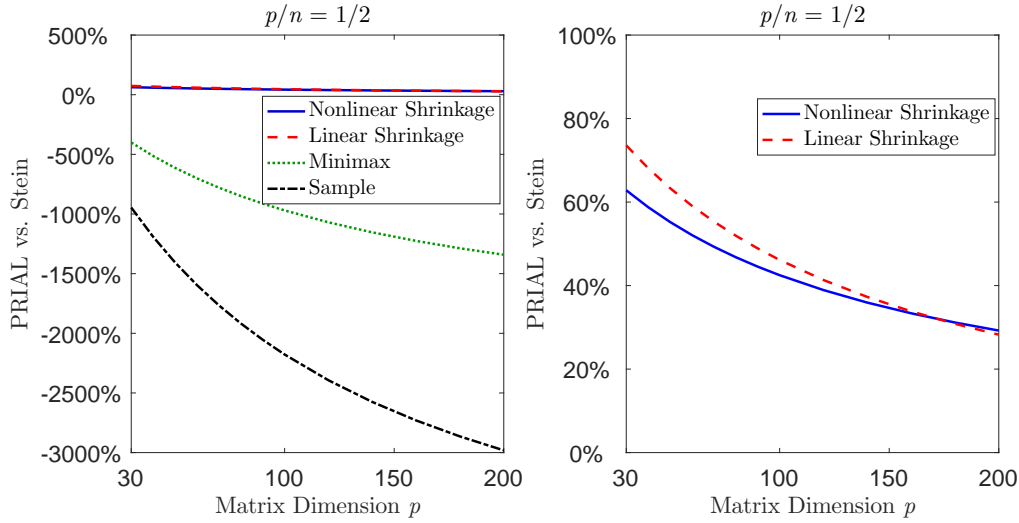 p/n = 1/2
500%
0%
-500%
-1000%
-1500%
-2000%
-2500%
-3000%
PRIAL vs. Stein
Nonlinear Shrinkage
Linear Shrinkage
Minimax
Sample
30
100
150
200
Matrix Dimension p
p/n = 1/2
100%
80%
60%
40%
20%
0%
PRIAL vs. Stein
Nonlinear Shrinkage
Linear Shrinkage
30
100
150
200
Matrix Dimension p